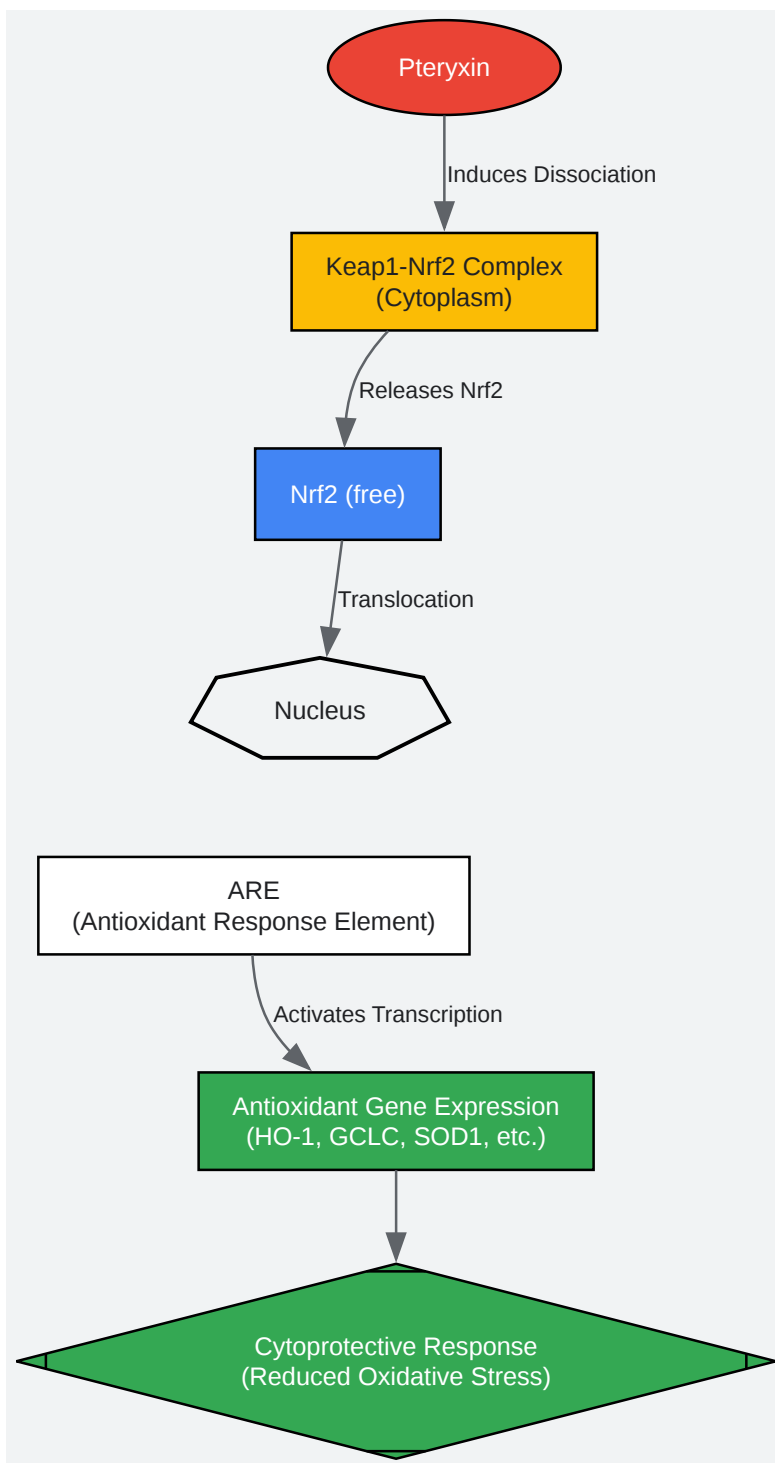 Pteryxin
Induces Dissociation
Keap1-Nrf2 Complex
(Cytoplasm)
Releases Nrf2
Nrf2 (free)
Translocation
Nucleus
ARE
(Antioxidant Response Element)
Activates Transcription
Antioxidant Gene Expression
(HO-1, GCLC, SOD1, etc.)
Cytoprotective Response
(Reduced Oxidative Stress)